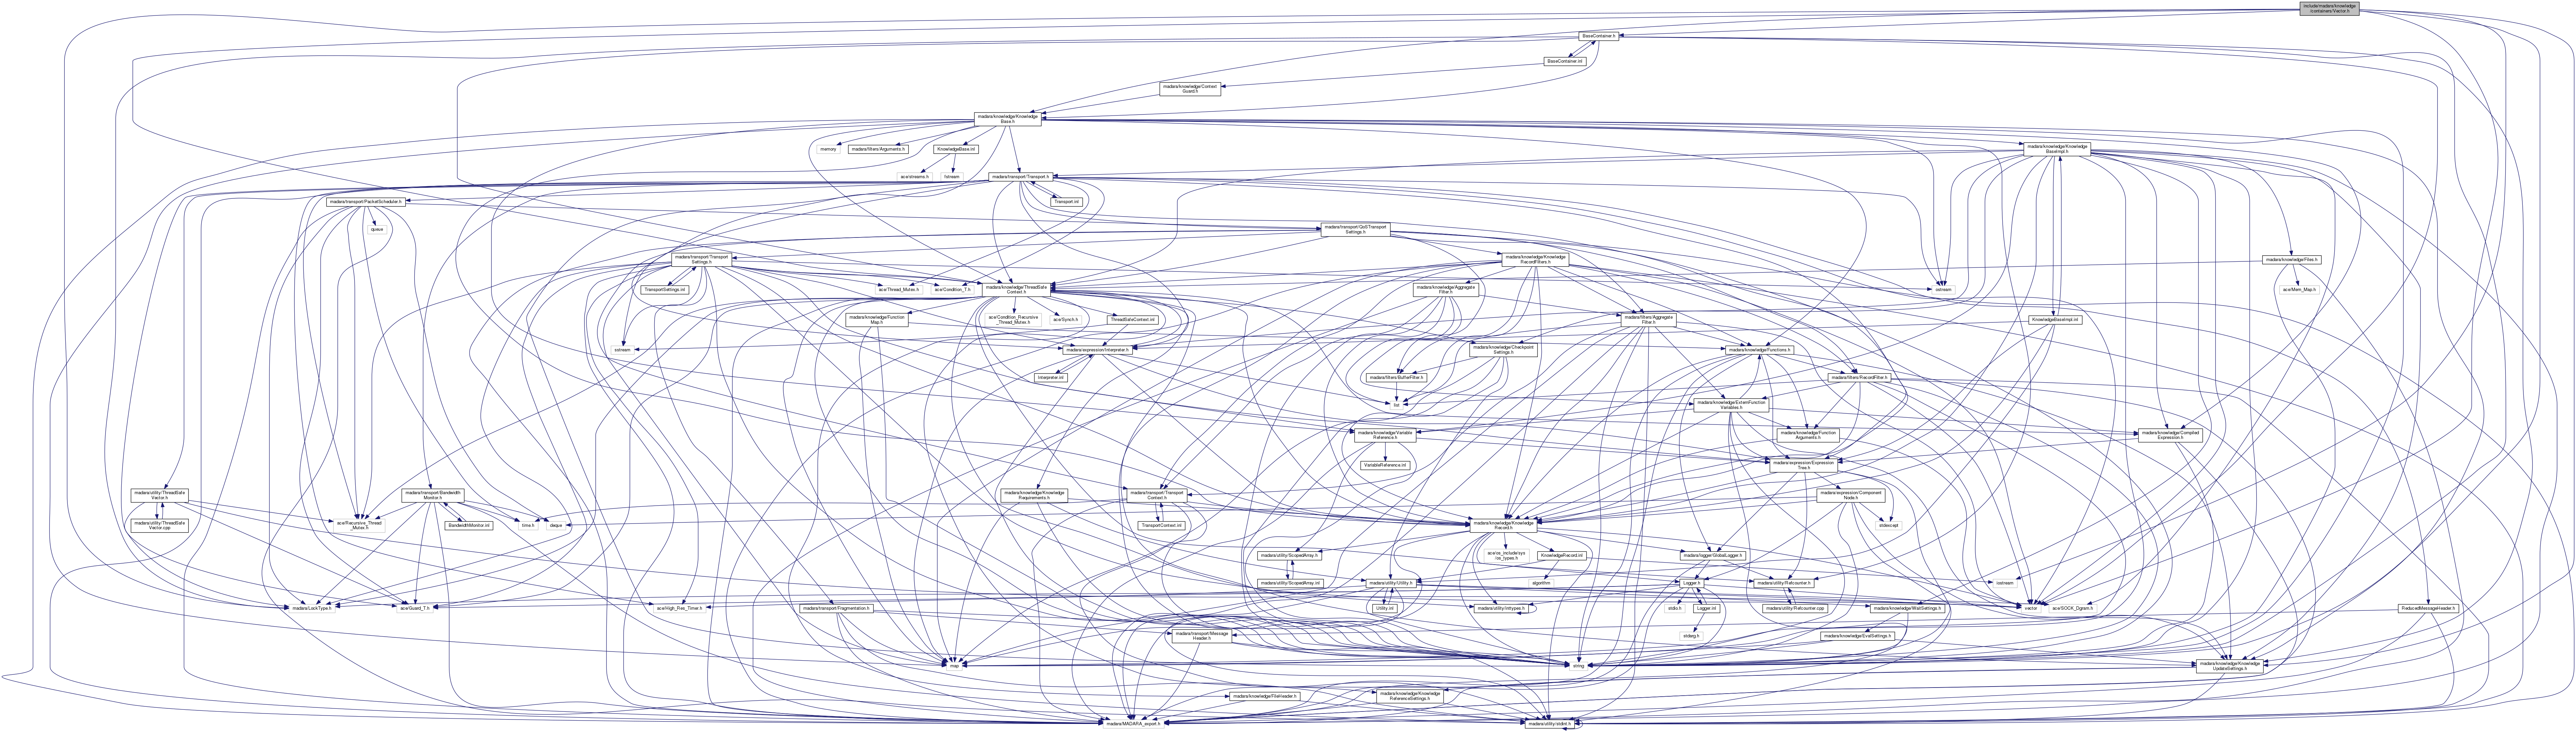 include/madara/knowledge
/containers/Vector.h
BaseContainer.h
BaseContainer.inl
madara/knowledge/Context
Guard.h
madara/knowledge/Knowledge
Base.h
memory
madara/filters/Arguments.h
KnowledgeBase.inl
madara/knowledge/Knowledge
BaseImpl.h
ace/streams.h
fstream
madara/transport/Transport.h
madara/transport/PacketScheduler.h
Transport.inl
queue
madara/transport/QoSTransport
Settings.h
madara/transport/Transport
Settings.h
madara/knowledge/Knowledge
RecordFilters.h
madara/knowledge/Files.h
TransportSettings.inl
ace/Thread_Mutex.h
ace/Condition_T.h
madara/knowledge/ThreadSafe
Context.h
madara/knowledge/Aggregate
Filter.h
sstream
ace/Mem_Map.h
madara/knowledge/Function
Map.h
ace/Condition_Recursive
_Thread_Mutex.h
ace/Synch.h
ThreadSafeContext.inl
madara/filters/Aggregate
Filter.h
KnowledgeBaseImpl.inl
sstream
madara/expression/Interpreter.h
madara/knowledge/Checkpoint
Settings.h
madara/knowledge/Functions.h
Interpreter.inl
madara/filters/BufferFilter.h
madara/filters/RecordFilter.h
list
madara/knowledge/ExternFunction
Variables.h
madara/knowledge/Variable
Reference.h
madara/knowledge/Function
Arguments.h
madara/knowledge/Compiled
Expression.h
VariableReference.inl
madara/expression/Expression
Tree.h
madara/utility/ThreadSafe
Vector.h
madara/transport/Bandwidth
Monitor.h
madara/knowledge/Knowledge
Requirements.h
madara/transport/Transport
Context.h
madara/expression/Component
Node.h
madara/utility/ThreadSafe
Vector.cpp
ace/Recursive_Thread
_Mutex.h
BandwidthMonitor.inl
time.h
deque
TransportContext.inl
madara/knowledge/Knowledge
Record.h
stdexcept
madara/utility/ScopedArray.h
ace/os_include/sys
/os_types.h
KnowledgeRecord.inl
madara/logger/GlobalLogger.h
madara/utility/ScopedArray.inl
madara/utility/Utility.h
algorithm
Logger.h
madara/utility/Refcounter.h
iostream
madara/LockType.h
ace/Guard_T.h
ace/High_Res_Timer.h
madara/transport/Fragmentation.h
Utility.inl
madara/utility/inttypes.h
stdio.h
Logger.inl
madara/utility/Refcounter.cpp
madara/knowledge/WaitSettings.h
vector
ace/SOCK_Dgram.h
ReducedMessageHeader.h
madara/transport/Message
Header.h
stdarg.h
madara/knowledge/EvalSettings.h
map
string
madara/knowledge/Knowledge
UpdateSettings.h
madara/knowledge/FileHeader.h
madara/knowledge/Knowledge
ReferenceSettings.h
madara/MADARA_export.h
madara/utility/stdint.h